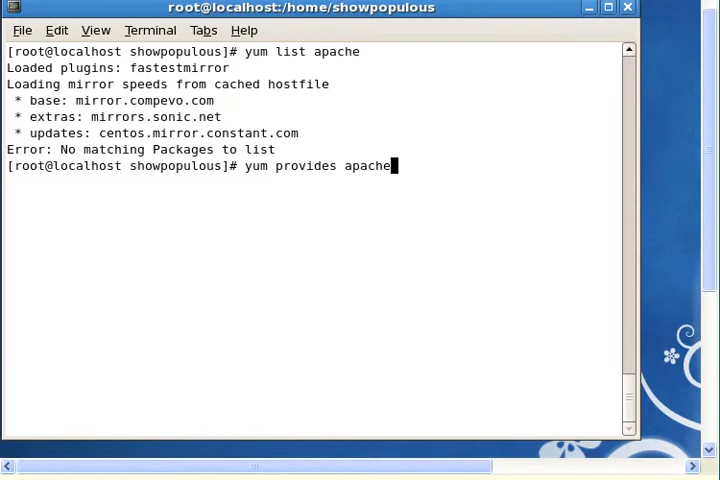 root@localhost:/home/showpopulous
File Edit View Terminal Tabs Help
[root@localhost showpopulous]# yum list apache
Loaded plugins: fastestmirror
Loading mirror speeds from cached hostfile
 * base: mirror.compevo.com
 * extras: mirrors.sonic.net
 * updates: centos.mirror.constant.com
Error: No matching Packages to list
[root@localhost showpopulous]# yum provides apache